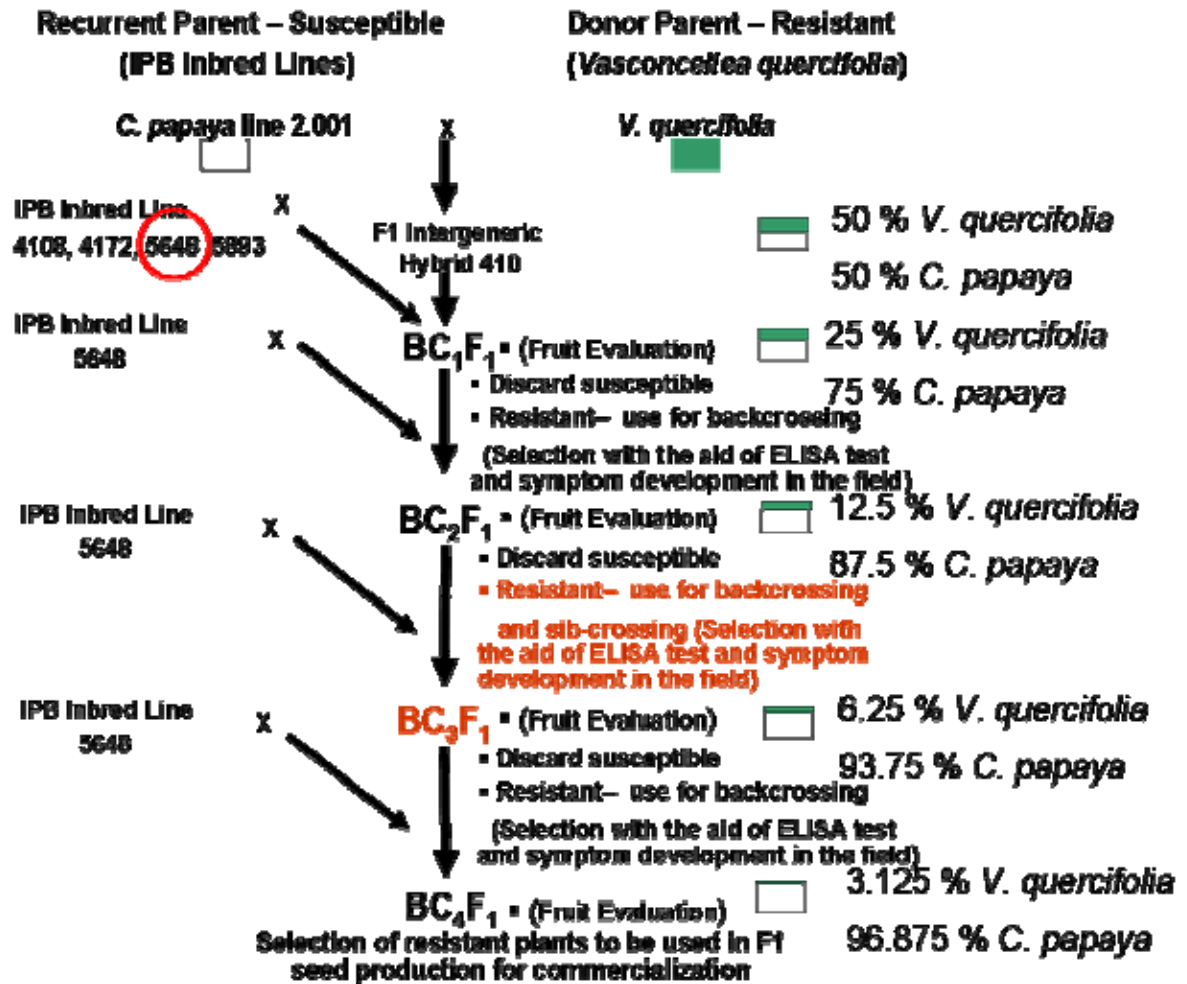 Recurrent Parent – Susceptible
(IPB Inbred Lines)
Donor Parent – Resistant
(Vasconcellea quercifolia)
C. papaya line 2.001
x
V. quercifolia
IPB Inbred Line
4108, 4172, 5648 5893
X
F1 Intergeneric
Hybrid 410
50 % V. quercifolia
50 % C. papaya
IPB Inbred Line
5648
X
BC₁F₁ ▪ (Fruit Evaluation)
▪ Discard susceptible
▪ Resistant– use for backcrossing
(Selection with the aid of ELISA test
and symptom development in the field)
25 % V. quercifolia
75 % C. papaya
IPB Inbred Line
5648
X
BC₂F₁ ▪ (Fruit Evaluation)
▪ Discard susceptible
▪ Resistant– use for backcrossing
and sib-crossing (Selection with
the aid of ELISA test and symptom
development in the field)
12.5 % V. quercifolia
87.5 % C. papaya
IPB Inbred Line
5648
X
BC₃F₁ ▪ (Fruit Evaluation)
▪ Discard susceptible
▪ Resistant– use for backcrossing
(Selection with the aid of ELISA test
and symptom development in the field)
6.25 % V. quercifolia
93.75 % C. papaya
BC₄F₁ ▪ (Fruit Evaluation)
Selection of resistant plants to be used in F1
seed production for commercialization
3.125 % V. quercifolia
96.875 % C. papaya